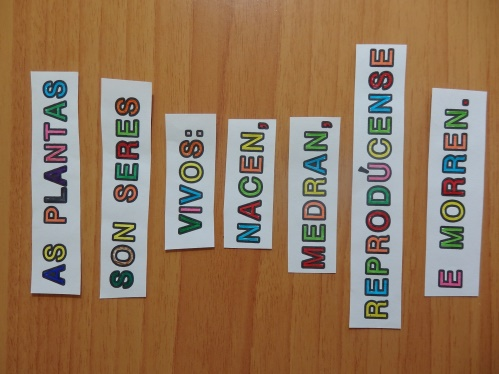 AS PLANTAS
SON SERES
VIVOS:
NACEN,
MEDRAN,
REPRODÚCENSE
E MORREN.